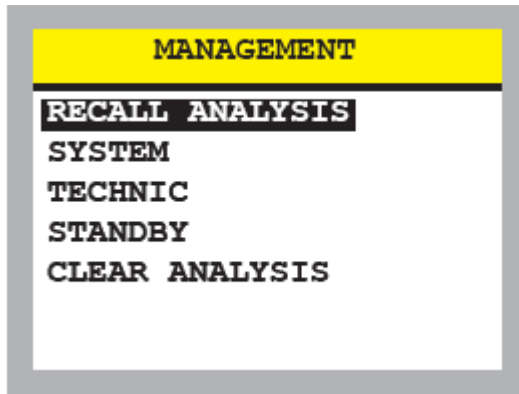 MANAGEMENT
RECALL ANALYSIS
SYSTEM
TECHNIC
STANDBY
CLEAR ANALYSIS